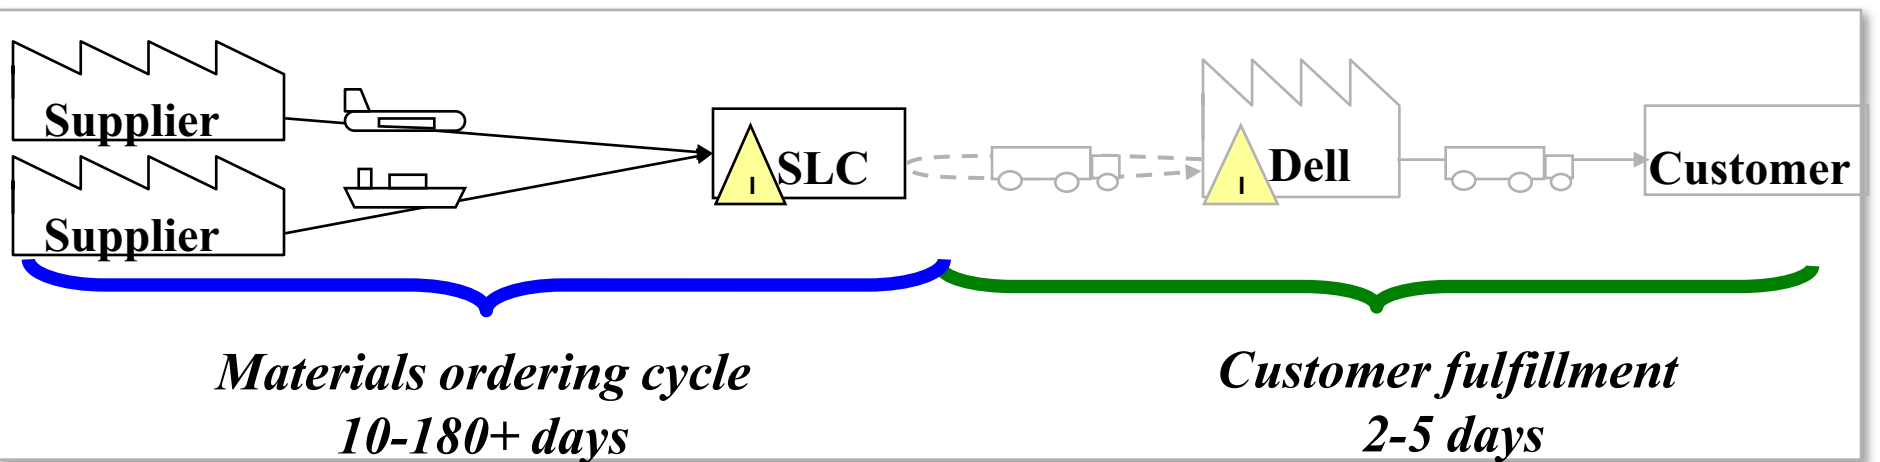 Supplier
Supplier
I SLC
I Dell
Customer
Materials ordering cycle
10-180+ days
Customer fulfillment
2-5 days